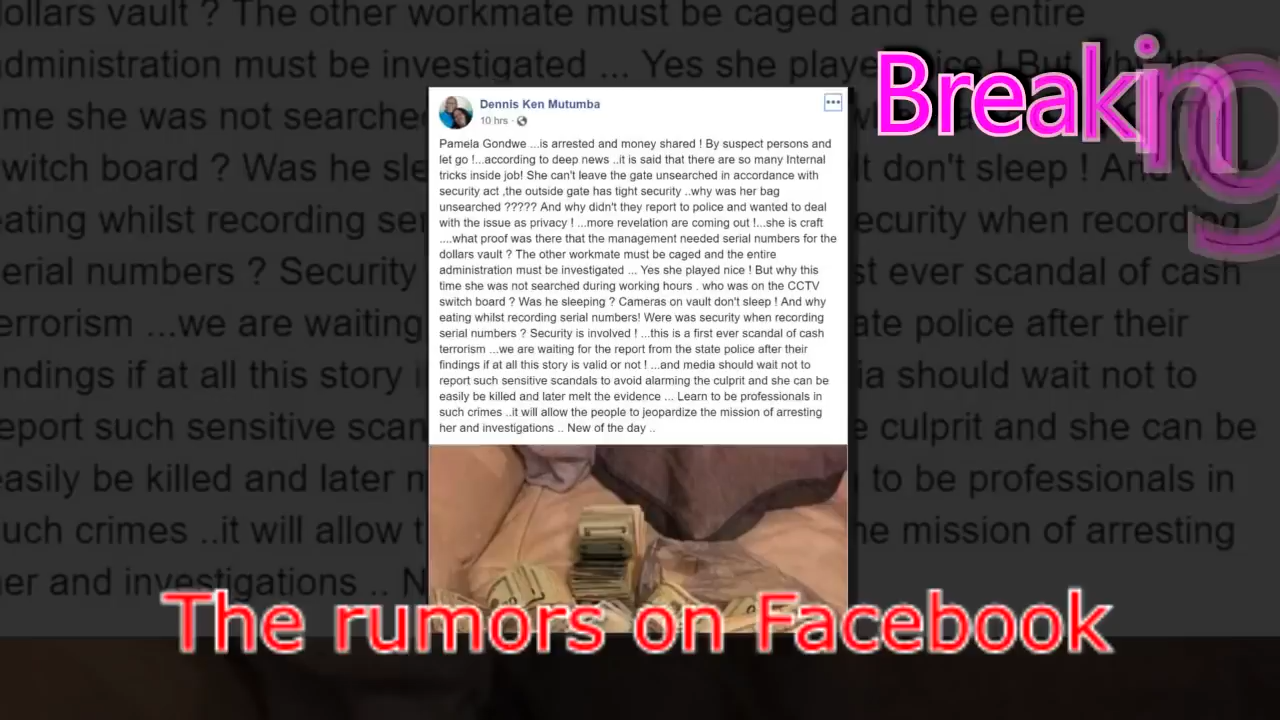 Breaking
Dennis Ken Mutumba
10 hrs ·
Pamela Gondwe ...is arrested and money shared ! By suspect persons and
let go !...according to deep news ..it is said that there are so many Internal
tricks inside job! She can't leave the gate unsearched in accordance with
security act ,the outside gate has tight security ..why was her bag
unsearched ????? And why didn't they report to police and wanted to deal
with the issue as privacy ! ...more revelation are coming out !...she is craft
....what proof was there that the management needed serial numbers for the
dollars vault ? The other workmate must be caged and the entire
administration must be investigated ... Yes she played nice ! But why this
time she was not searched during working hours . who was on the CCTV
switch board ? Was he sleeping ? Cameras on vault don't sleep ! And why
eating whilst recording serial numbers! Were was security when recording
serial numbers ? Security is involved ! ...this is a first ever scandal of cash
terrorism ...we are waiting for the report from the state police after their
findings if at all this story is valid or not ! ...and media should wait not to
report such sensitive scandals to avoid alarming the culprit and she can be
easily be killed and later melt the evidence ... Learn to be professionals in
such crimes ..it will allow the people to jeopardize the mission of arresting
her and investigations .. New of the day ..
The rumors on Facebook